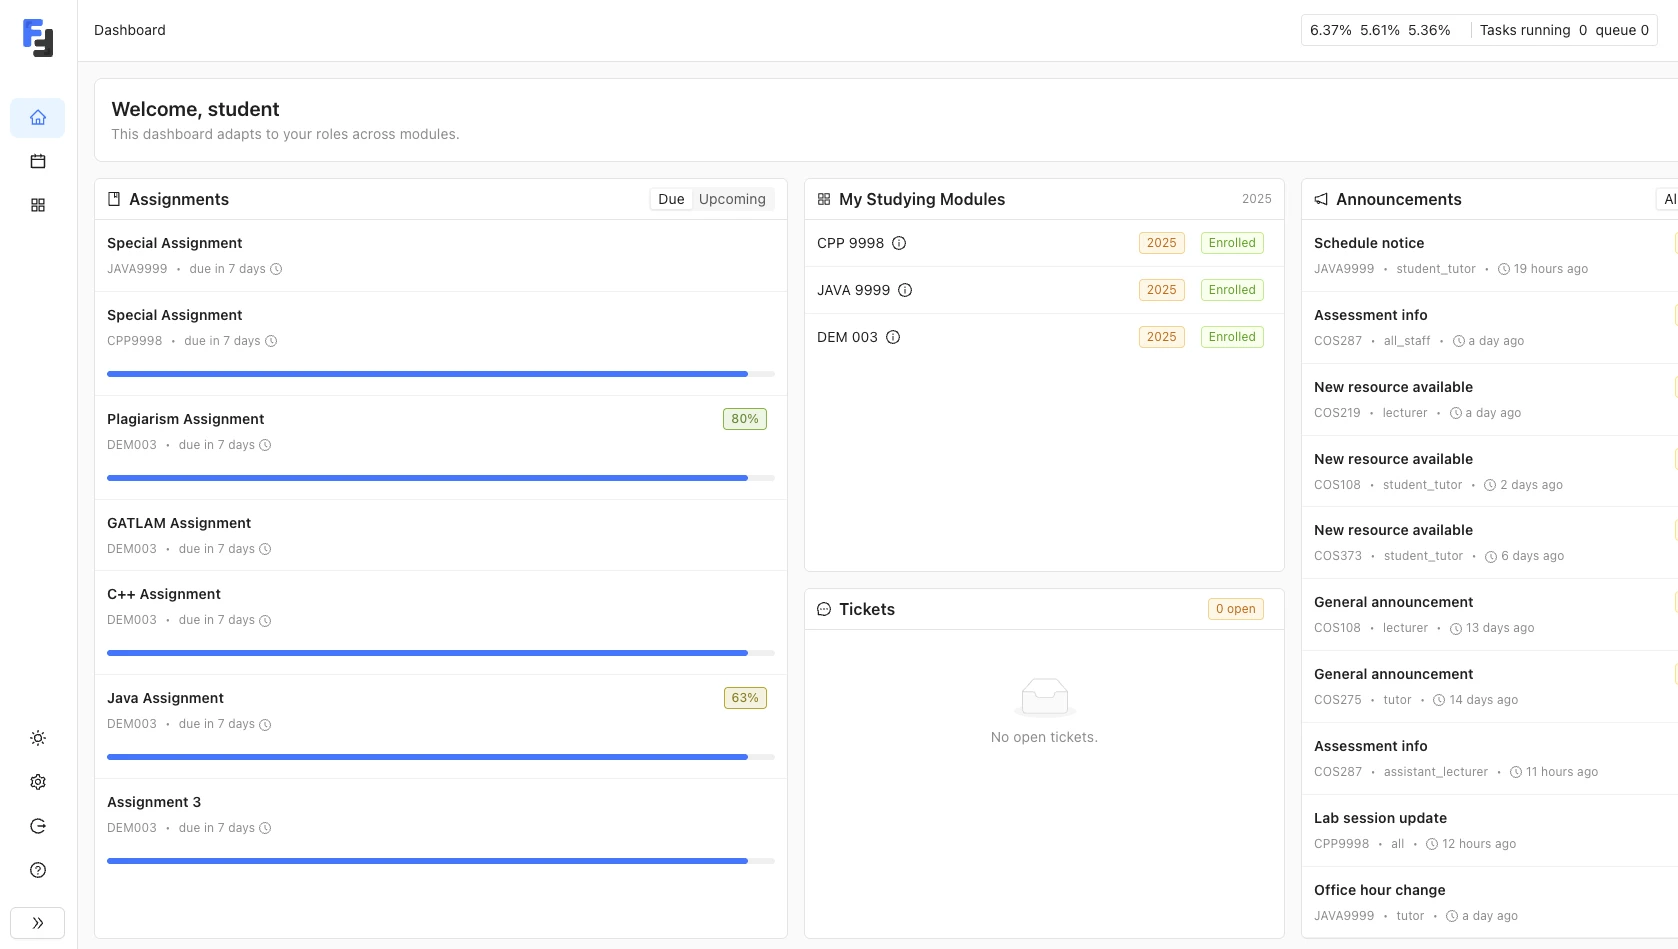 Dashboard
6.37% 5.61% 5.36% Tasks running 0 queue 0
Welcome, student
This dashboard adapts to your roles across modules.
Assignments
Due Upcoming
Special Assignment
JAVA9999 • due in 7 days
Special Assignment
CPP9998 • due in 7 days
Plagiarism Assignment 80%
DEM003 • due in 7 days
GATLAM Assignment
DEM003 • due in 7 days
C++ Assignment
DEM003 • due in 7 days
Java Assignment 63%
DEM003 • due in 7 days
Assignment 3
DEM003 • due in 7 days
My Studying Modules 2025
CPP 9998 2025 Enrolled
JAVA 9999 2025 Enrolled
DEM 003 2025 Enrolled
Tickets 0 open
No open tickets.
Announcements
Schedule notice
JAVA9999 • student_tutor • 19 hours ago
Assessment info
COS287 • all_staff • a day ago
New resource available
COS219 • lecturer • a day ago
New resource available
COS108 • student_tutor • 2 days ago
New resource available
COS373 • student_tutor • 6 days ago
General announcement
COS108 • lecturer • 13 days ago
General announcement
COS275 • tutor • 14 days ago
Assessment info
COS287 • assistant_lecturer • 11 hours ago
Lab session update
CPP9998 • all • 12 hours ago
Office hour change
JAVA9999 • tutor • a day ago